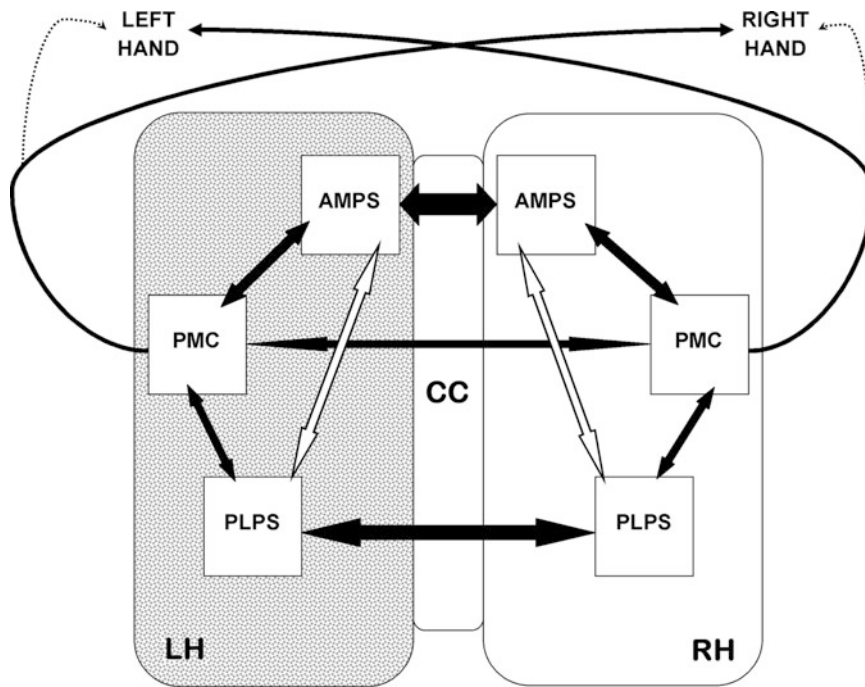 LEFT
HAND
RIGHT
HAND
AMPS
AMPS
PMC
PMC
CC
PLPS
PLPS
LH
RH